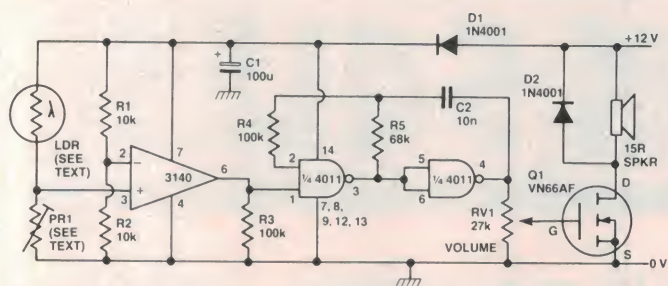 D1
1N4001
+12 V
+
C1
100u
D2
1N4001
C2
10n
λ
LDR
(SEE
TEXT)
R1
10k
R4
100k
R5
68k
15R
SPKR
14
7
2
−
3140
6
+
3
4
2
¼ 4011
3
1
5
¼ 4011
4
6
Q1
VN66AF
D
G
S
PR1
(SEE
TEXT)
R2
10k
R3
100k
7, 8,
9, 12, 13
RV1
27k
VOLUME
0 V